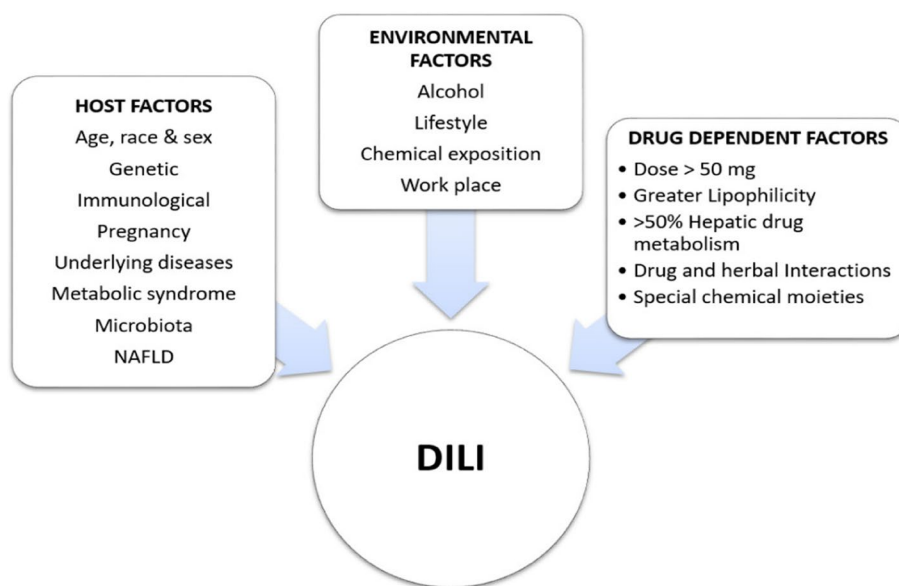 HOST FACTORS
Age, race & sex
Genetic
Immunological
Pregnancy
Underlying diseases
Metabolic syndrome
Microbiota
NAFLD
ENVIRONMENTAL
FACTORS
Alcohol
Lifestyle
Chemical exposition
Work place
DRUG DEPENDENT FACTORS
• Dose > 50 mg
• Greater Lipophilicity
• >50% Hepatic drug
metabolism
• Drug and herbal Interactions
• Special chemical moieties
DILI